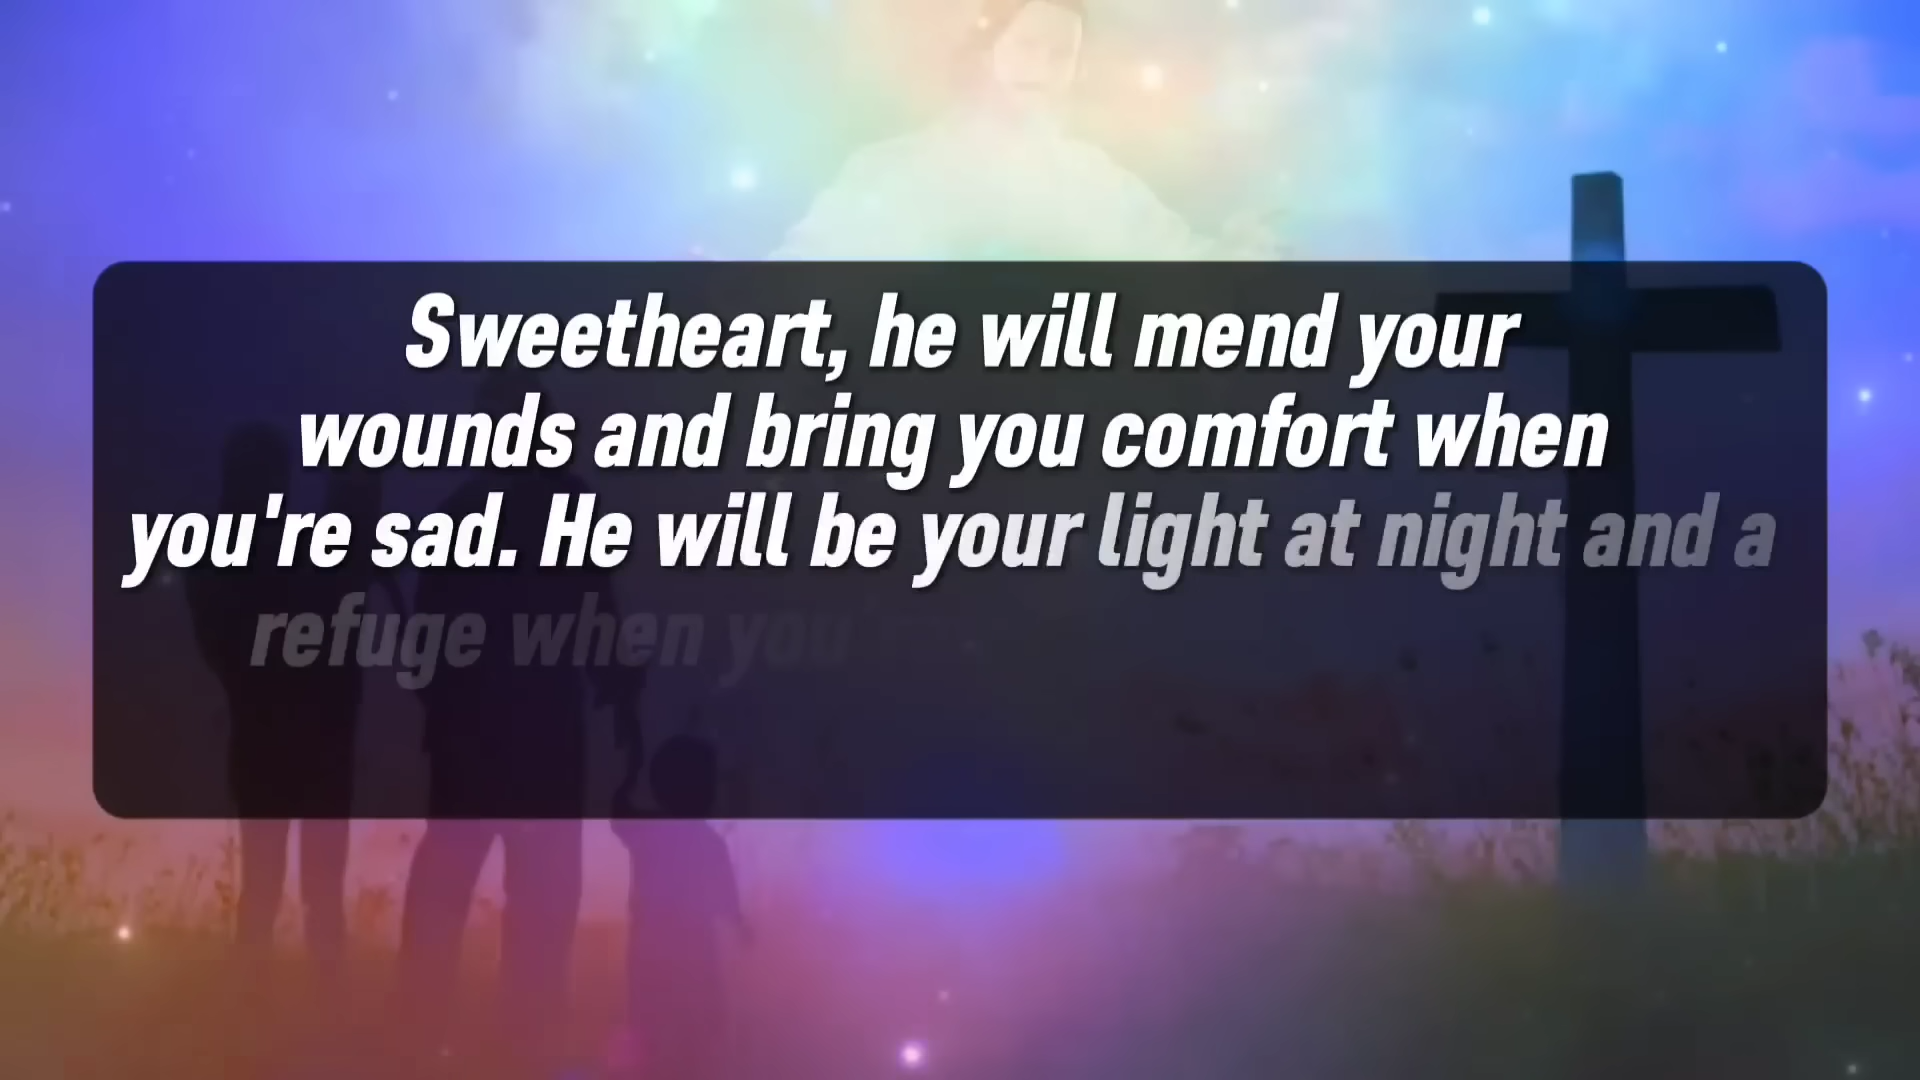 Sweetheart, he will mend your
wounds and bring you comfort when
you're sad. He will be your light at night and a
refuge when you